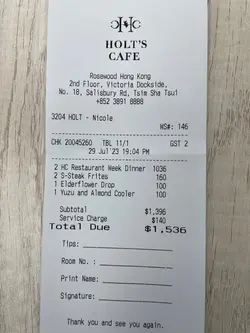 HOLT'S
CAFE
Rosewood Hong Kong
2nd Floor, Victoria Dockside,
No. 18, Salisbury Rd, Tsim Sha Tsui
+852 3891 8888
3204 HOLT - Nicole
WS#: 146
CHK 20045260 TBL 11/1 GST 2
29 Jul'23 19:04 PM
2 HC Restaurant Week Dinner 1036
2 S-Steak Frites 160
1 Elderflower Drop 100
1 Yuzu and Almond Cooler 100
Subtotal $1,396
Service Charge $140
Total Due $1,536
Tips:
Room No. :
Print Name:
Signature:
Thank you and see you again.